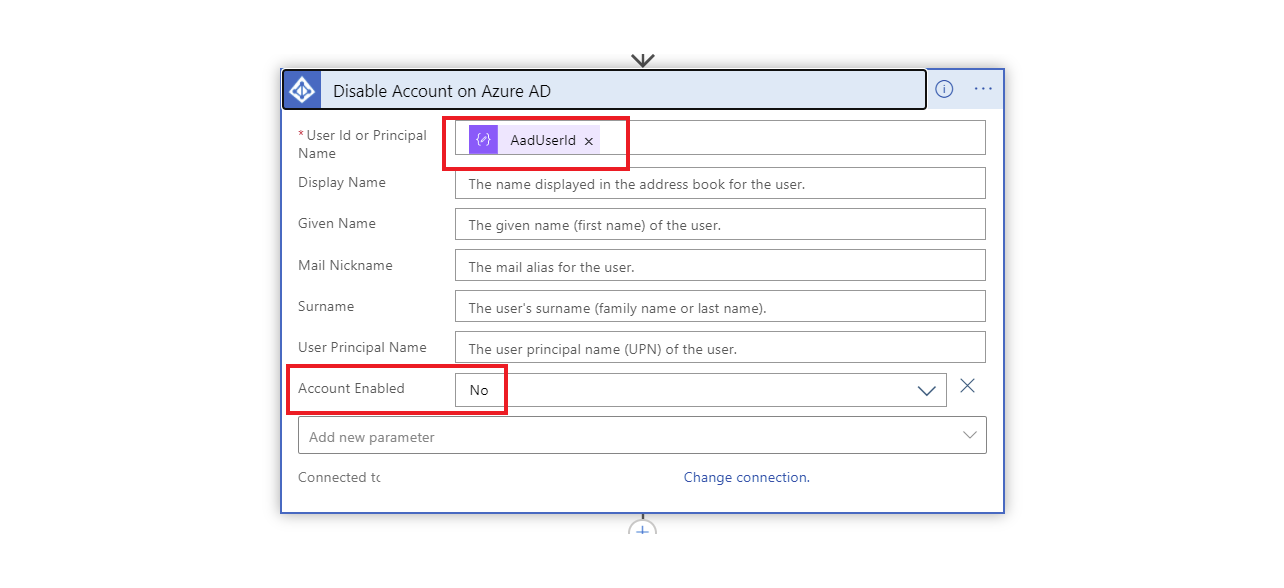 Disable Account on Azure AD
* User Id or Principal
Name
AadUserId ×
Display Name
The name displayed in the address book for the user.
Given Name
The given name (first name) of the user.
Mail Nickname
The mail alias for the user.
Surname
The user's surname (family name or last name).
User Principal Name
The user principal name (UPN) of the user.
Account Enabled
No
Add new parameter
Connected to
Change connection.